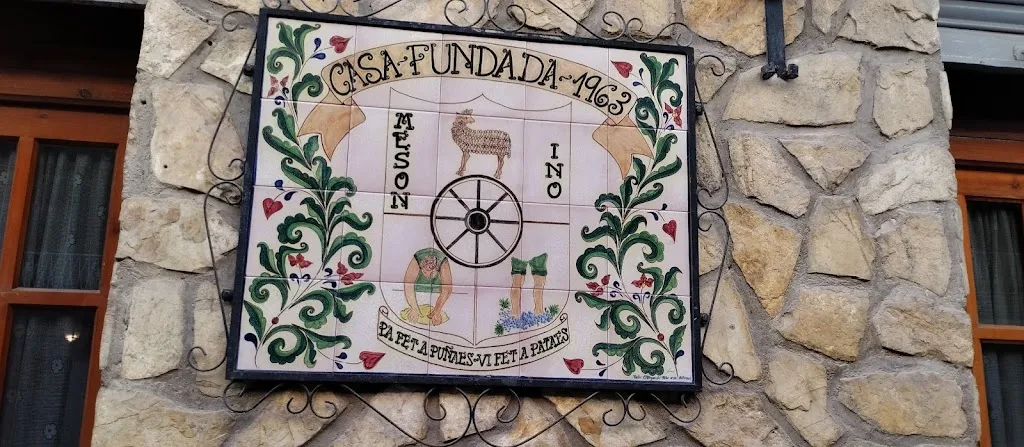 CASA-FUNDADA-1963
MESON
INO
PA FET A PUÑAES-VI FET A PATAES